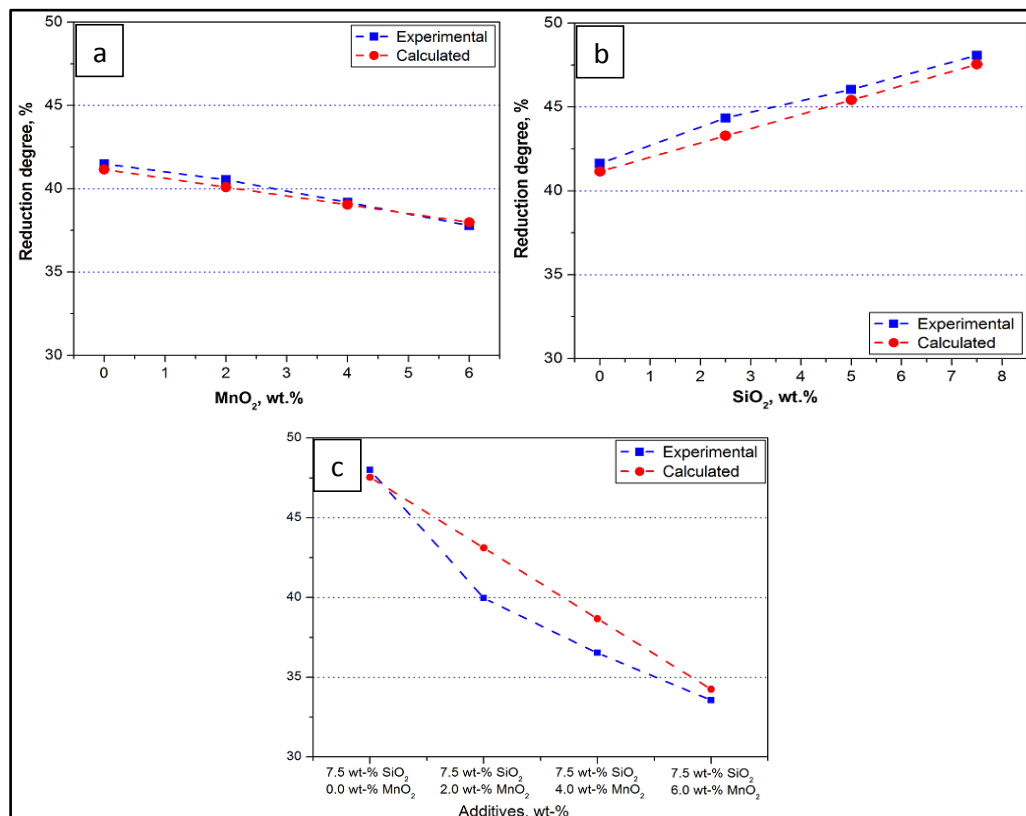 a
Experimental
Calculated
Reduction degree, %
50
45
40
35
30
0 1 2 3 4 5 6
MnO₂, wt.%
b
Experimental
Calculated
Reduction degree, %
50
45
40
35
30
0 1 2 3 4 5 6 7 8
SiO₂, wt.%
c
Experimental
Calculated
Reduction degree, %
50
45
40
35
30
7.5 wt-% SiO₂ 7.5 wt-% SiO₂ 7.5 wt-% SiO₂ 7.5 wt-% SiO₂
0.0 wt-% MnO₂ 2.0 wt-% MnO₂ 4.0 wt-% MnO₂ 6.0 wt-% MnO₂
Additives, wt-%